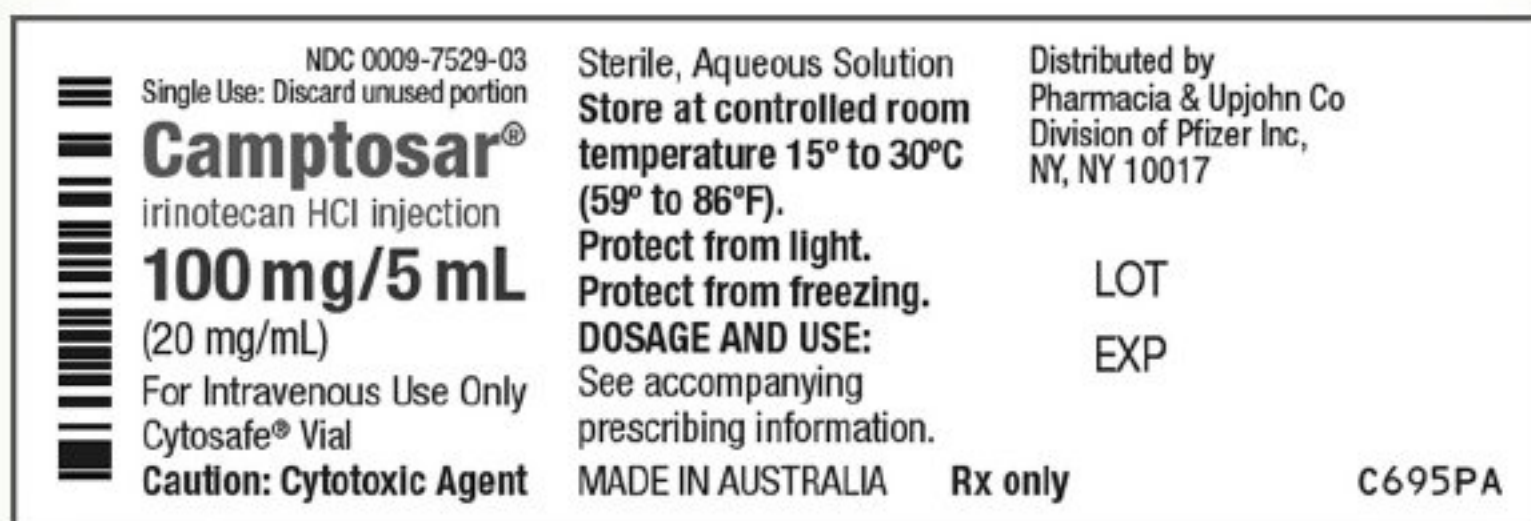 NDC 0009-7529-03
Single Use: Discard unused portion
Camptosar®
irinotecan HCl injection
100 mg/5 mL
(20 mg/mL)
For Intravenous Use Only
Cytosafe® Vial
Caution: Cytotoxic Agent
Sterile, Aqueous Solution
Store at controlled room
temperature 15° to 30°C
(59° to 86°F).
Protect from light.
Protect from freezing.
DOSAGE AND USE:
See accompanying
prescribing information.
MADE IN AUSTRALIA
Rx only
Distributed by
Pharmacia & Upjohn Co
Division of Pfizer Inc,
NY, NY 10017
LOT
EXP
C695PA